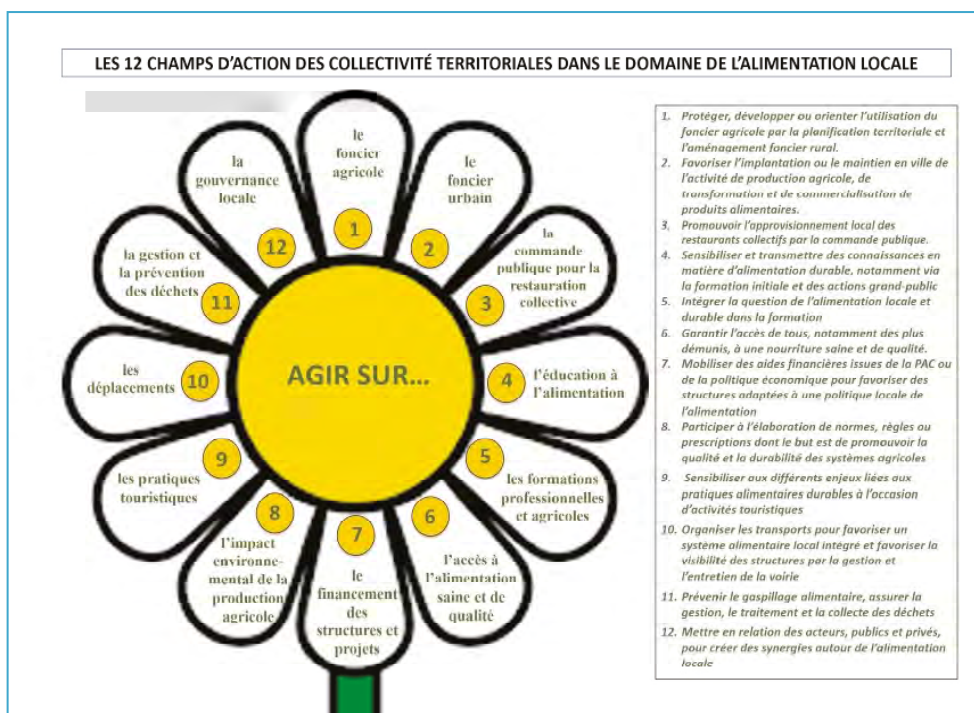 LES 12 CHAMPS D'ACTION DES COLLECTIVITÉ TERRITORIALES DANS LE DOMAINE DE L'ALIMENTATION LOCALE
le
foncier
agricole
1
le
foncier
urbain
2
la
commande
publique pour la
restauration
collective
3
l'éducation à
l'alimentation
4
les formations
professionnelles
et agricoles
5
l'accès à
l'alimentation
saine et de
qualité
6
le
financement
des
structures et
projets
7
l'impact
environne-
mental de la
production
agricole
8
les pratiques
touristiques
9
les
déplacements
10
la gestion et
la prévention
des déchets
11
la
gouvernance
locale
12
AGIR SUR...
1. Protéger, développer ou orienter l'utilisation du
foncier agricole par la planification territoriale et
l'aménagement foncier rural.
2. Favoriser l'implantation ou le maintien en ville de
l'activité de production agricole, de
transformation et de commercialisation de
produits alimentaires.
3. Promouvoir l'approvisionnement local des
restaurants collectifs par la commande publique.
4. Sensibiliser et transmettre des connaissances en
matière d'alimentation durable, notamment via
la formation initiale et des actions grand-public
5. Intégrer la question de l'alimentation locale et
durable dans la formation
6. Garantir l'accès de tous, notamment des plus
démunis, à une nourriture saine et de qualité.
7. Mobiliser des aides financières issues de la PAC ou
de la politique économique pour favoriser des
structures adaptées à une politique locale de
l'alimentation
8. Participer à l'élaboration de normes, règles ou
prescriptions dont le but est de promouvoir la
qualité et la durabilité des systèmes agricoles
9. Sensibiliser aux différents enjeux liées aux
pratiques alimentaires durables à l'occasion
d'activités touristiques
10. Organiser les transports pour favoriser un
système alimentaire local intégré et favoriser la
visibilité des structures par la gestion et
l'entretien de la voirie
11. Prévenir le gaspillage alimentaire, assurer la
gestion, le traitement et la collecte des déchets
12. Mettre en relation des acteurs, publics et privés,
pour créer des synergies autour de l'alimentation
locale